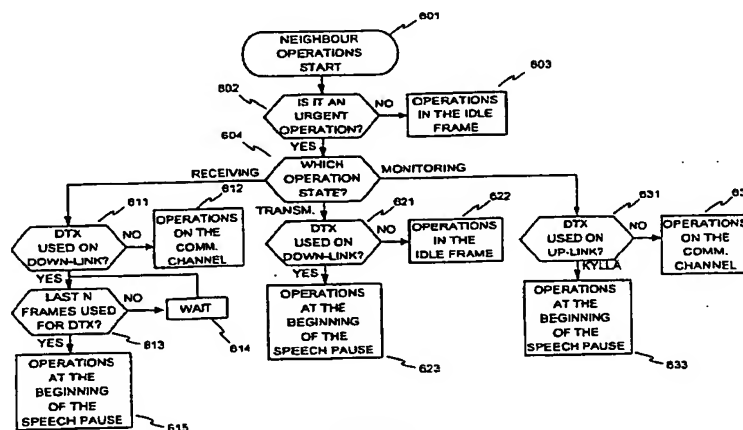 601
NEIGHBOUR
OPERATIONS
START
602
IS IT AN
URGENT
OPERATION?
NO
603
OPERATIONS
IN THE IDLE
FRAME
YES
604
WHICH
OPERATION
STATE?
RECEIVING
TRANSM.
MONITORING
611
DTX
USED ON
DOWN-LINK?
NO
612
OPERATIONS
ON THE
COMM.
CHANNEL
YES
LAST N
FRAMES USED
FOR DTX?
NO
WAIT
614
613
YES
OPERATIONS
AT THE
BEGINNING
OF THE
SPEECH PAUSE
615
621
DTX
USED ON
DOWN-LINK?
NO
622
OPERATIONS
IN THE
IDLE FRAME
YES
OPERATIONS
AT THE
BEGINNING
OF THE
SPEECH PAUSE
623
631
DTX
USED ON
UP-LINK?
NO
OPERATIONS
ON THE
COMM.
CHANNEL
KYLLA
OPERATIONS
AT THE
BEGINNING
OF THE
SPEECH PAUSE
633